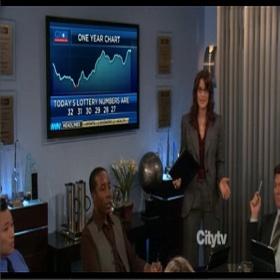 ONE YEAR CHART
TODAY'S LOTTERY NUMBERS ARE
32 31 30 29 28 27
HEADLINES
Citytv